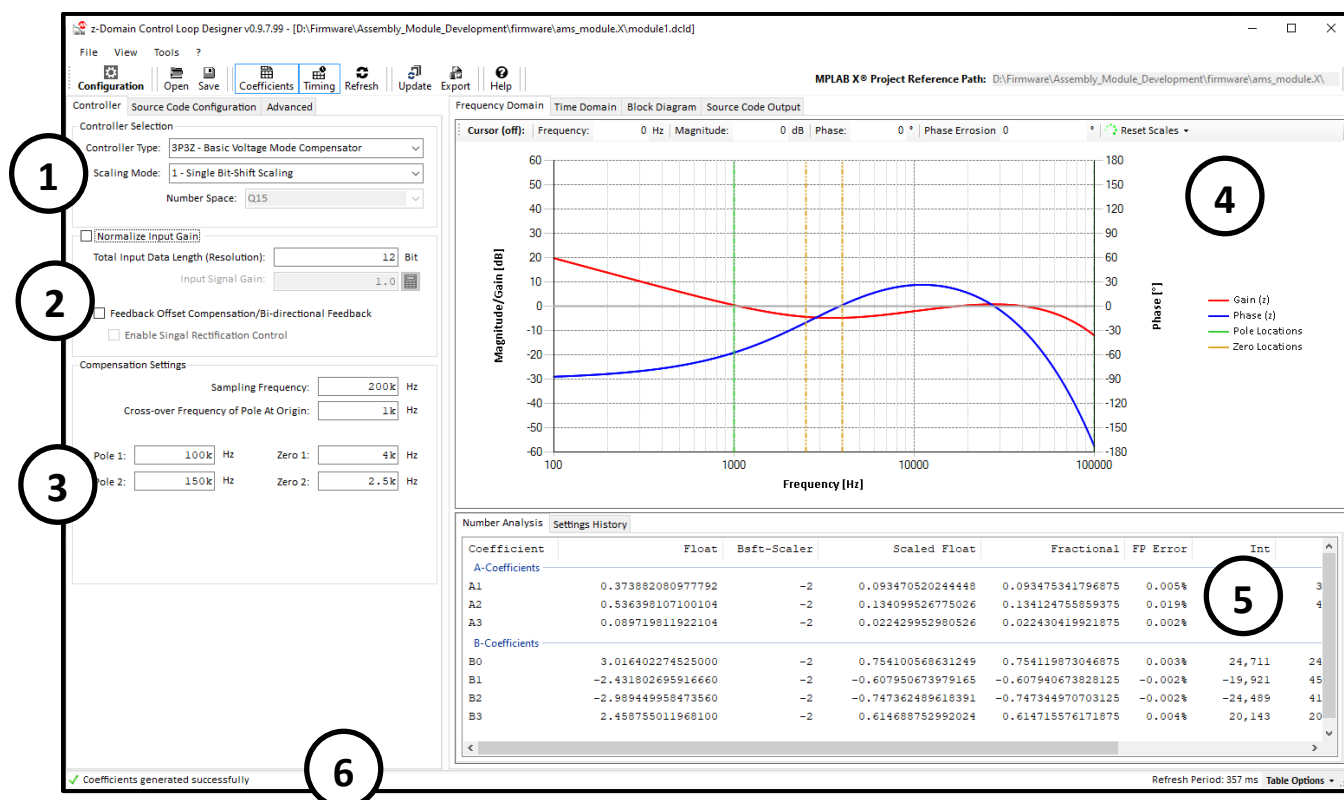 z-Domain Control Loop Designer v0.9.7.99 - [D:\Firmware\Assembly_Module_Development\firmware\ams_module.X\module1.dcld]
File View Tools ?
Configuration Open Save Coefficients Timing Refresh Update Export Help
MPLAB X® Project Reference Path: D:\Firmware\Assembly_Module_Development\firmware\ams_module.X\
Controller Source Code Configuration Advanced
Controller Selection
Controller Type: 3P3Z - Basic Voltage Mode Compensator
Scaling Mode: 1 - Single Bit-Shift Scaling
Number Space: Q15
1
Normalize Input Gain
Total Input Data Length (Resolution): 12 Bit
Input Signal Gain: 1.0
2
Feedback Offset Compensation/Bi-directional Feedback
Enable Singal Rectification Control
Compensation Settings
Sampling Frequency: 200k Hz
Cross-over Frequency of Pole At Origin: 1k Hz
Pole 1: 100k Hz Zero 1: 4k Hz
Pole 2: 150k Hz Zero 2: 2.5k Hz
3
Frequency Domain Time Domain Block Diagram Source Code Output
Cursor (off): Frequency: 0 Hz Magnitude: 0 dB Phase: 0 ° Phase Errosion 0 ° Reset Scales
4
Magnitude/Gain [dB]
60
50
40
30
20
10
0
-10
-20
-30
-40
-50
-60
180
150
120
90
60
30
0
-30
-60
-90
-120
-150
-180
Phase [°]
100 1000 10000 100000
Frequency [Hz]
Gain (z)
Phase (z)
Pole Locations
Zero Locations
Number Analysis Settings History
Coefficient Float Bsft-Scaler Scaled Float Fractional FP Error Int
A-Coefficients
A1 0.373882080977792 -2 0.093470520244448 0.093475341796875 0.005% 3
A2 0.536398107100104 -2 0.134099526775026 0.134124755859375 0.019% 4
A3 0.089719811922104 -2 0.022429952980526 0.022430419921875 0.002%
5
B-Coefficients
B0 3.016402274525000 -2 0.754100568631249 0.754119873046875 0.003% 24,711 24
B1 -2.431802695916660 -2 -0.607950673979165 -0.607940673828125 -0.002% -19,921 45
B2 -2.989449958473560 -2 -0.747362489618391 -0.747344970703125 -0.002% -24,489 41
B3 2.458755011968100 -2 0.614688752992024 0.614715576171875 0.004% 20,143 20
6
Coefficients generated successfully
Refresh Period: 357 ms Table Options